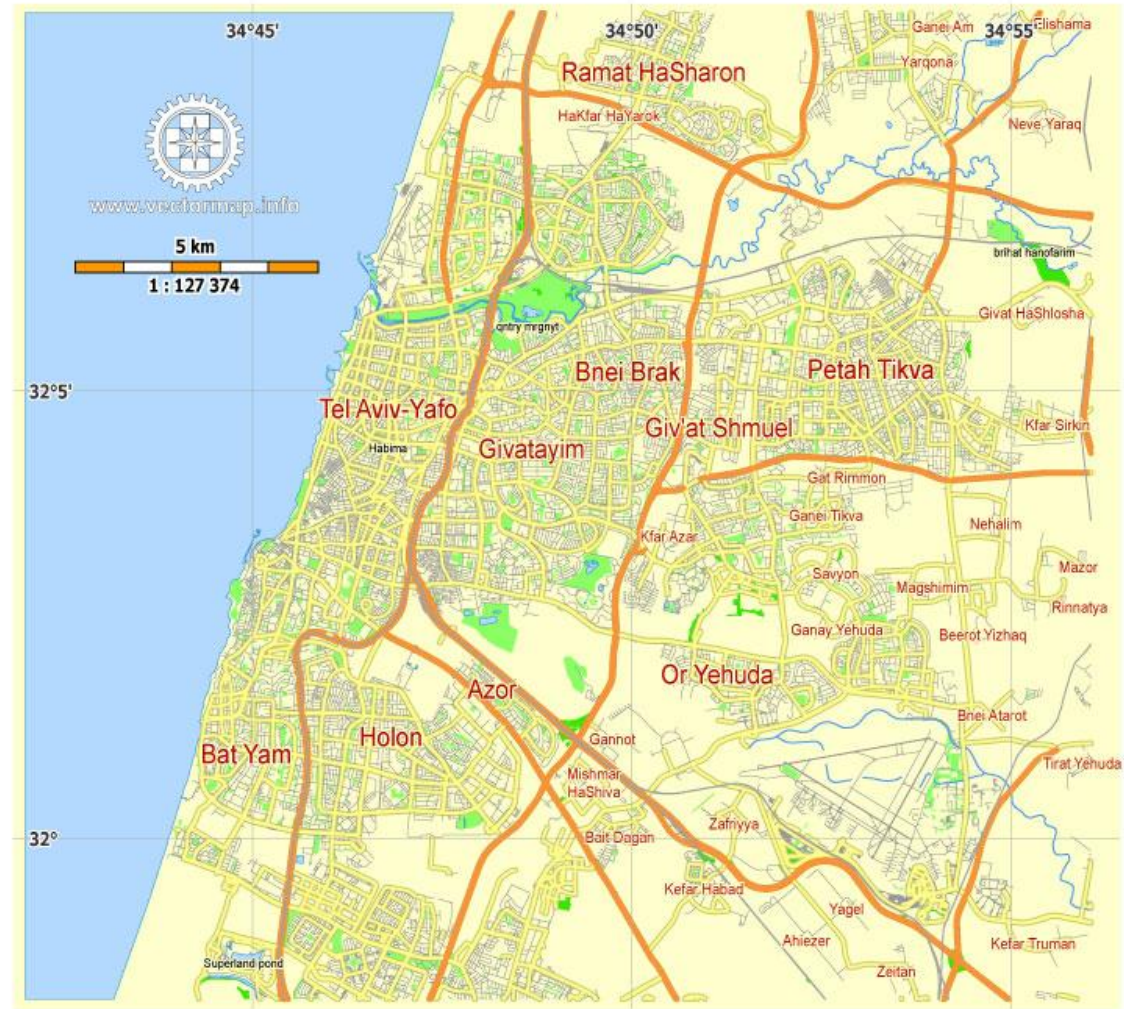 34°45'
34°50'
34°55'
Ganei Am
Elishama
Yarqona
Ramat HaSharon
HaKfar HaYarok
Neve Yaraq
www.vectormap.info
5 km
1 : 127 374
brihat hanofarim
Givat HaShlosha
qntry mrgnyt
Bnei Brak
Petah Tikva
32°5'
Tel Aviv-Yafo
Giv'at Shmuel
Kfar Sirkin
Habima
Givatayim
Gat Rimmon
Ganei Tikva
Nehalim
Kfar Azar
Savyon
Mazor
Magshimim
Rinnatya
Ganay Yehuda
Beerot Yizhaq
Or Yehuda
Azor
Bnei Atarot
Holon
Gannot
Bat Yam
Tirat Yehuda
Mishmar
HaShiva
Zafriyya
32°
Bait Dagan
Kefar Habad
Yagel
Ahiezer
Kefar Truman
Superland pond
Zeitan